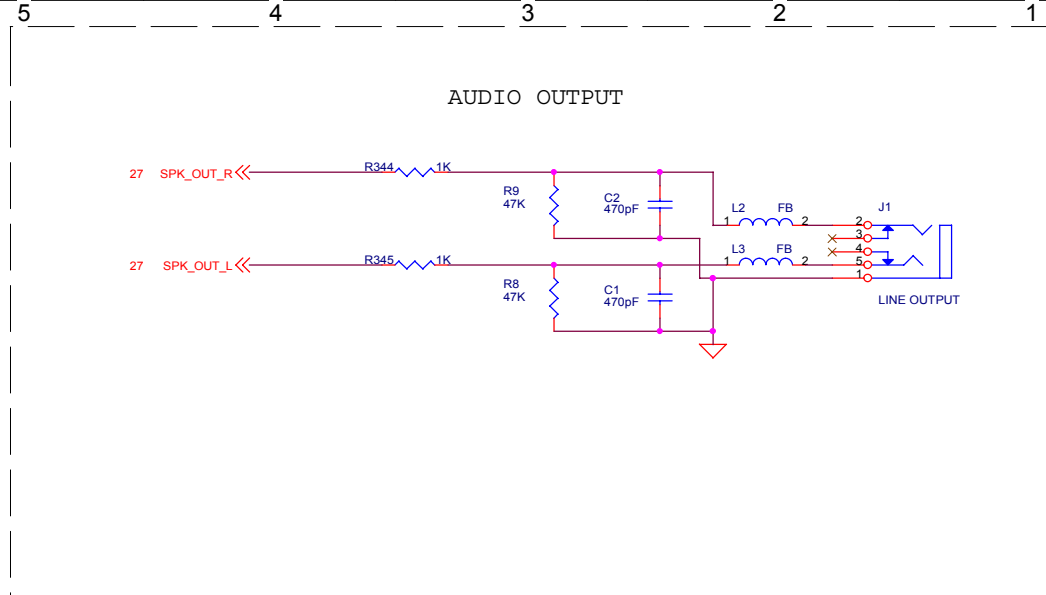 5 4 3 2 1
AUDIO OUTPUT
27 SPK_OUT_R R344 1K
R9
47K
C2
470pF
L2 FB J1
1 2 2
3
4
27 SPK_OUT_L R345 1K L3 FB
1 2 5
1
R8
47K
C1
470pF
LINE OUTPUT